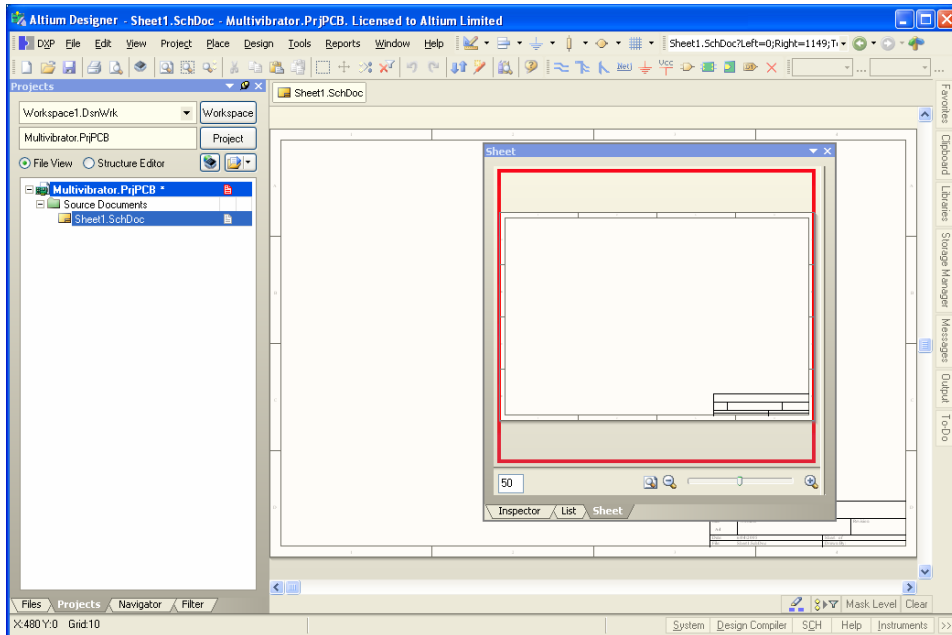 Altium Designer - Sheet1.SchDoc - Multivibrator.PrjPCB. Licensed to Altium Limited
DXP File Edit View Project Place Design Tools Reports Window Help Sheet1.SchDoc?Left=0;Right=1149;T
Net1 Vcc
Projects
Sheet1.SchDoc
Workspace1.DsnWrk Workspace
Multivibrator.PrjPCB Project
File View Structure Editor
Multivibrator.PrjPCB *
Source Documents
Sheet1.SchDoc
Sheet
50
Inspector List Sheet
Favorites
Clipboard
Libraries
Storage Manager
Messages
Output
To-Do
Files Projects Navigator Filter
Mask Level Clear
X:480 Y:0 Grid:10
System Design Compiler SCH Help Instruments >>